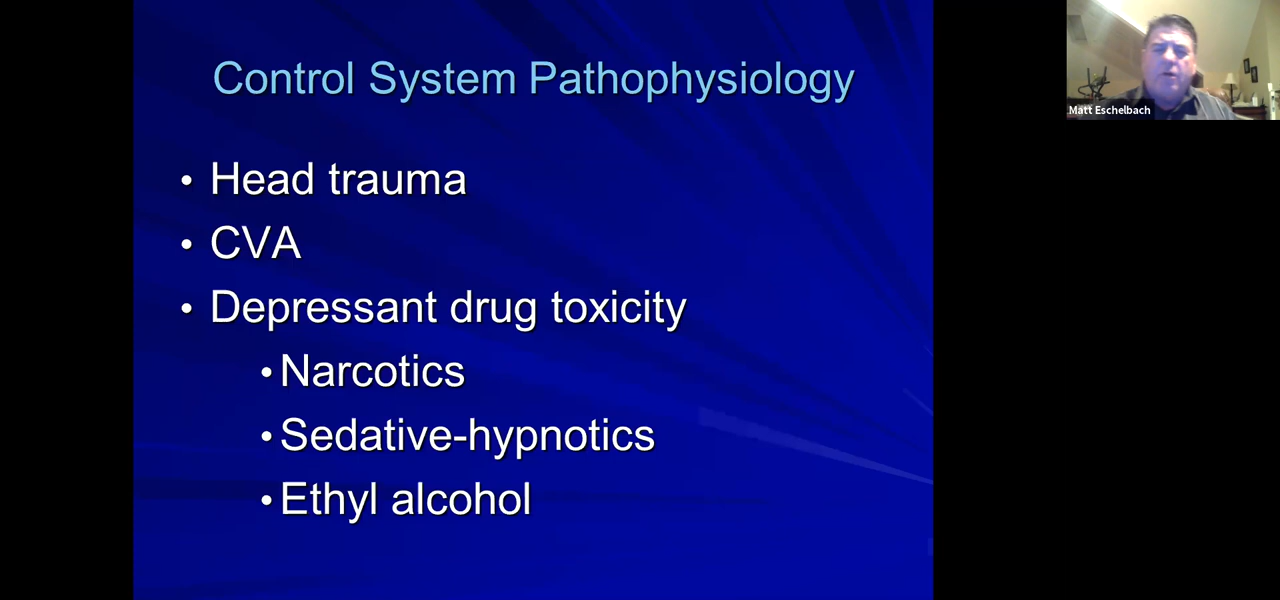 Control System Pathophysiology
• Head trauma
• CVA
• Depressant drug toxicity
• Narcotics
• Sedative-hypnotics
• Ethyl alcohol
Matt Eschelbach